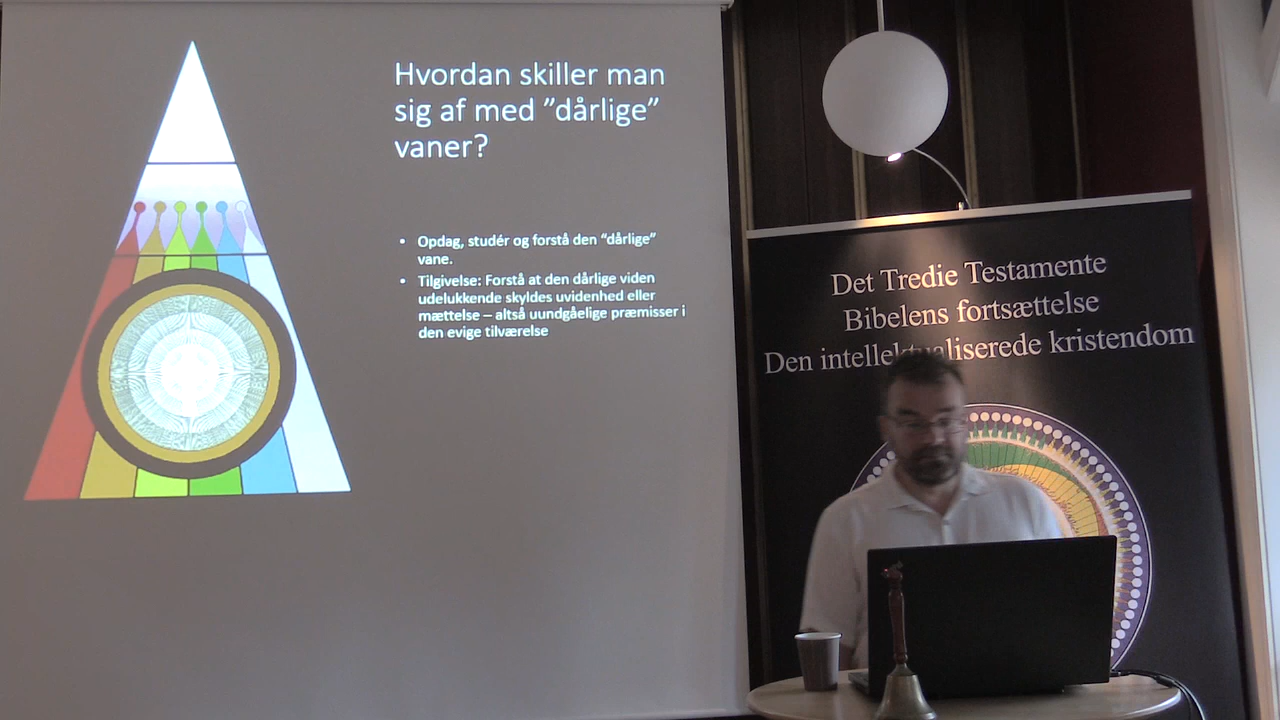 Hvordan skiller man
sig af med ”dårlige”
vaner?
• Opdag, studér og forstå den “dårlige”
vane.
• Tilgivelse: Forstå at den dårlige viden
udelukkende skyldes uvidenhed eller
mættelse – altså uundgåelige præmisser i
den evige tilværelse
Det Tredie Testamente
Bibelens fortsættelse
Den intellektualiserede kristendom